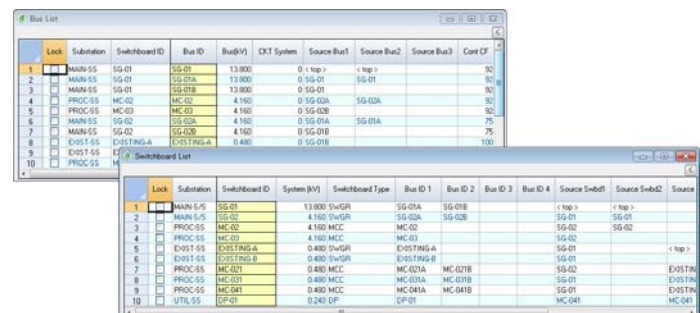 Bus List
Lock Substation Switchboard ID Bus ID Bus(kV) CKT System Source Bus1 Source Bus2 Source Bus3 Cont CF
1 MAIN-SS SG-01 SG-01 13.800 0 < top > < top > 92
2 MAIN-SS SG-01 SG-01A 13.800 0 SG-01 SG-01 92
3 MAIN-SS SG-01 SG-01B 13.800 0 SG-01 92
4 PROC-SS MC-02 MC-02 4.160 0 SG-02A SG-02A 92
5 PROC-SS MC-03 MC-03 4.160 0 SG-02B 92
6 MAIN-SS SG-02 SG-02A 4.160 0 SG-01A SG-01A 75
7 MAIN-SS SG-02 SG-02B 4.160 0 SG-01B 75
8 EXIST-SS EXISTING-A EXISTING-A 0.480 0 SG-01B 100
9 EXIST-SS
10 PROC-SS
Switchboard List
Lock Substation Switchboard ID System (kV) Switchboard Type Bus ID 1 Bus ID 2 Bus ID 3 Bus ID 4 Source Swbd1 Source Swbd2 Source
1 MAIN-S/S SG-01 13.800 SWGR SG-01A SG-01B < top > < top >
2 MAIN-S/S SG-02 4.160 SWGR SG-02A SG-02B SG-01 SG-01
3 PROC-SS MC-02 4.160 MCC MC-02 SG-02 SG-02
4 PROC-SS MC-03 4.160 MCC MC-03 SG-02
5 EXIST-SS EXISTING-A 0.480 SWGR EXISTING-A SG-01 < top >
6 EXIST-SS EXISTING-B 0.480 SWGR EXISTING-B SG-01
7 PROC-SS MC-021 0.480 MCC MC-021A MC-021B SG-02 EXISTIN
8 PROC-SS MC-031 0.480 MCC MC-031A MC-031B SG-01 EXISTIN
9 PROC-SS MC-041 0.480 MCC MC-041A MC-041B SG-01 EXISTIN
10 UTIL-SS DP-01 0.240 DP DP-01 MC-041 MC-041